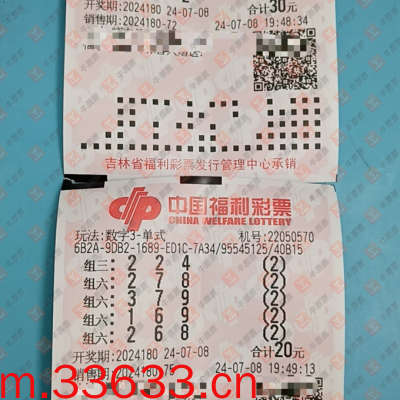 开奖期:2024180 24-07-08 合计30元
销售期:2024180-72 24-07-08 19:48:34
吉林省福利彩票发行管理中心承销
中国福利彩票
CHINA WELFARE LOTTERY
玩法:数字3-单式 机号:22050570
6B2A-9DB2-1689-ED1C-7A34/95545125/40B15
组三: 2 2 4 (2)
组六: 2 7 8 (2)
组六: 3 7 9 (2)
组六: 1 6 9 (2)
组六: 2 6 8 (2)
开奖期:2024180 24-07-08 合计20元
销售期:2024180-75 24-07-08 19:49:13
m.33633.cn